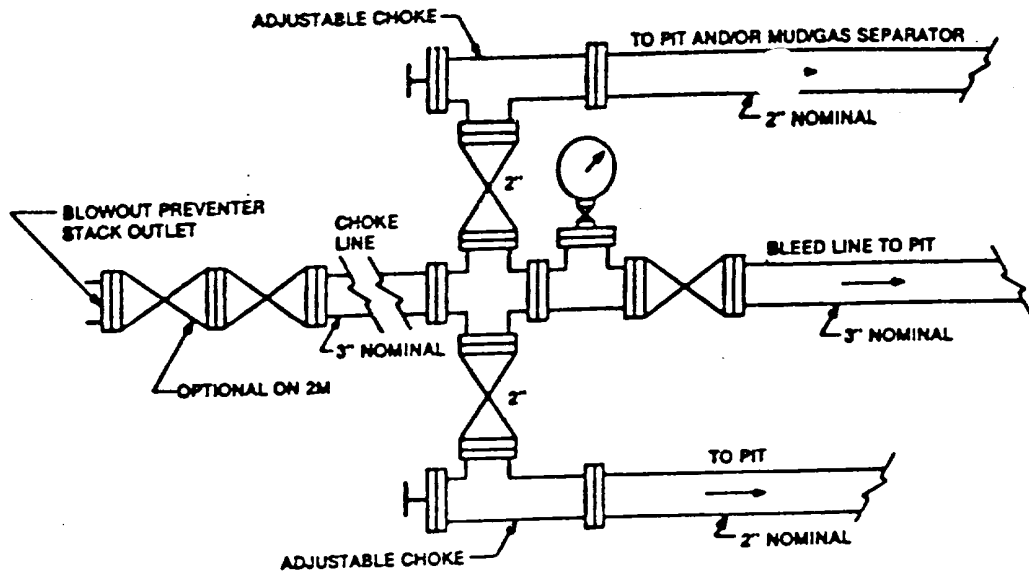 ADJUSTABLE CHOKE
TO PIT AND/OR MUD/GAS SEPARATOR
2" NOMINAL
2"
BLOWOUT PREVENTER
STACK OUTLET
CHOKE
LINE
BLEED LINE TO PIT
3" NOMINAL
3" NOMINAL
OPTIONAL ON 2M
2"
TO PIT
2" NOMINAL
ADJUSTABLE CHOKE